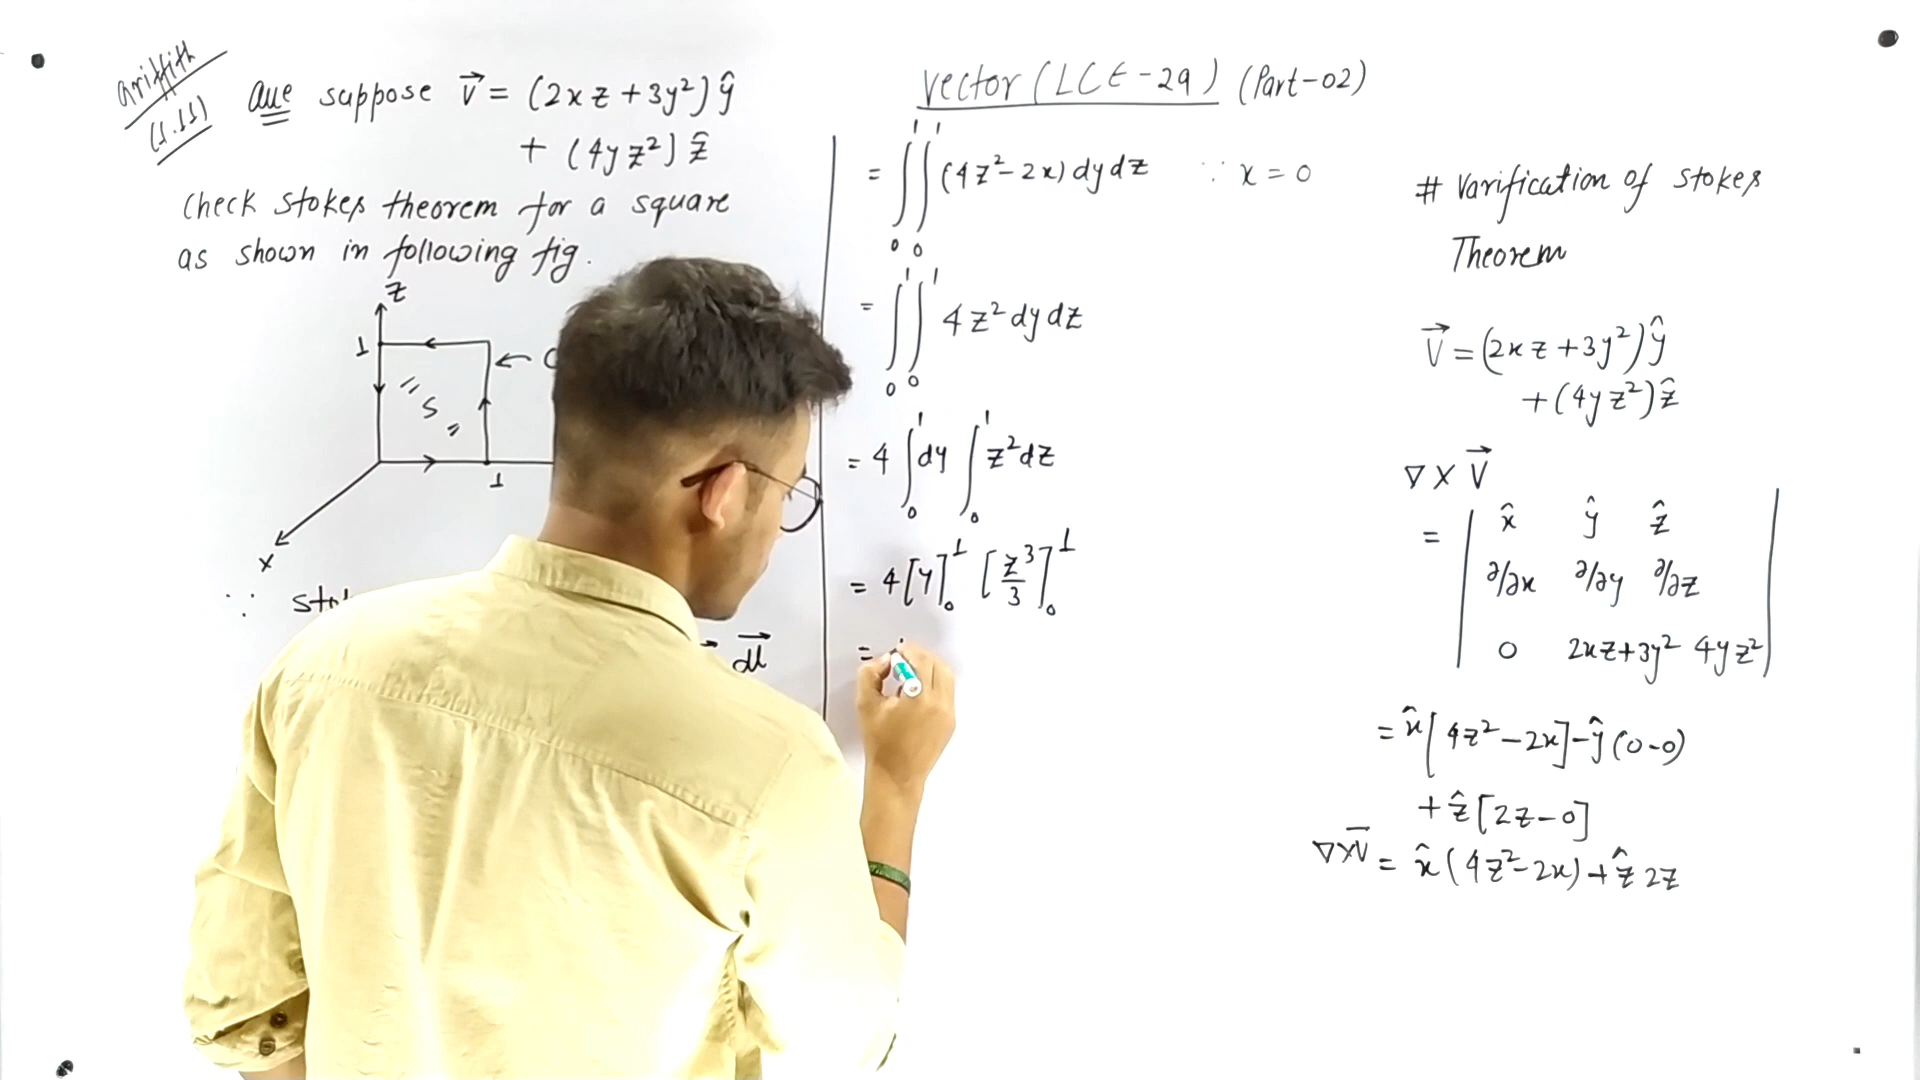 Griffith
(1.11)
Que suppose V⃗ = (2xz + 3y²)ŷ
+ (4yz²) ẑ
Check Stokes theorem for a square
as shown in following fig.
z
1
S
1
x
∵
dl⃗
Vector (LCE-29) (Part-02)
= ∫₀¹∫₀¹ (4z² - 2x) dy dz ∵ x = 0
= ∫₀¹∫₀¹ 4z² dy dz
= 4 ∫₀¹ dy ∫₀¹ z² dz
= 4 [y]₀¹ [z³/3]₀¹
=
# Varification of Stokes
Theorem
V⃗ = (2xz + 3y²)ŷ
+ (4yz²)ẑ
∇ × V⃗
= | x̂ ŷ ẑ
∂/∂x ∂/∂y ∂/∂z
0 2xz+3y² 4yz² |
= x̂[4z² - 2x] - ŷ(0-0)
+ ẑ[2z - 0]
∇×V̅ = x̂(4z² - 2x) + ẑ 2z